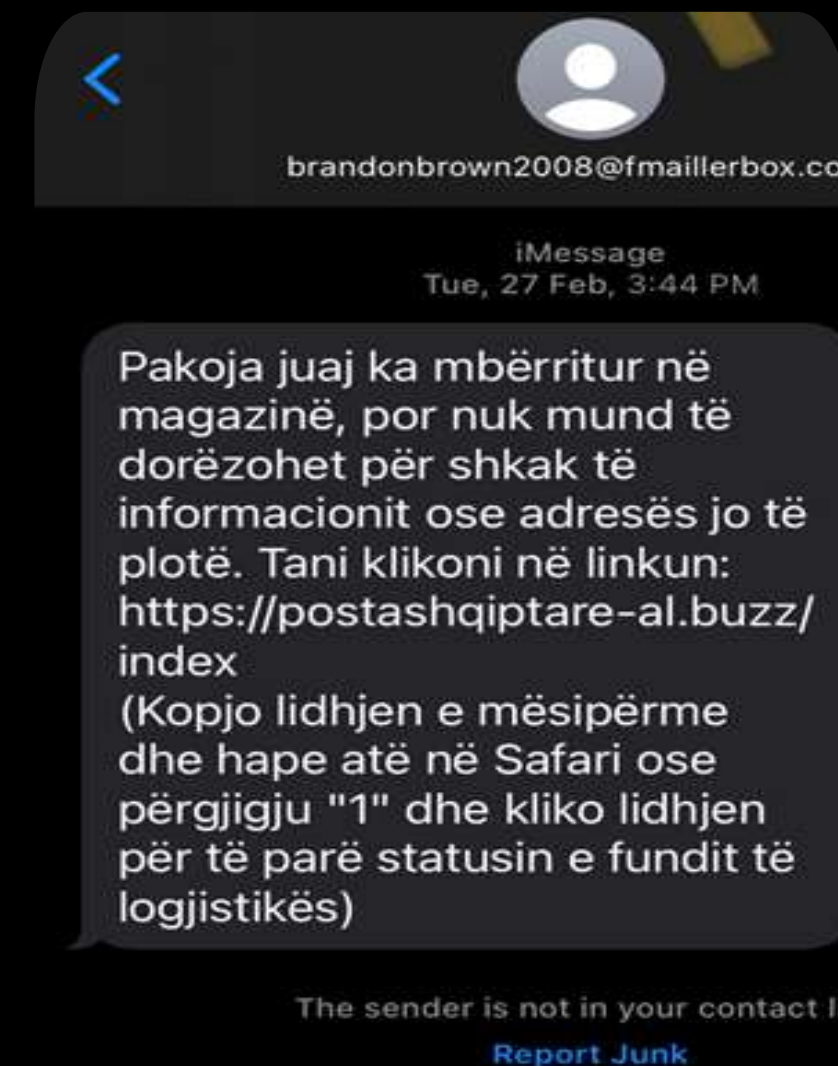 brandonbrown2008@fmaillerbox.co
iMessage
Tue, 27 Feb, 3:44 PM
Pakoja juaj ka mbërritur në
magazinë, por nuk mund të
dorëzohet për shkak të
informacionit ose adresës jo të
plotë. Tani klikoni në linkun:
https://postashqiptare-al.buzz/
index
(Kopjo lidhjen e mësipërme
dhe hape atë në Safari ose
përgjigju "1" dhe kliko lidhjen
për të parë statusin e fundit të
logjistikës)
The sender is not in your contact l
Report Junk